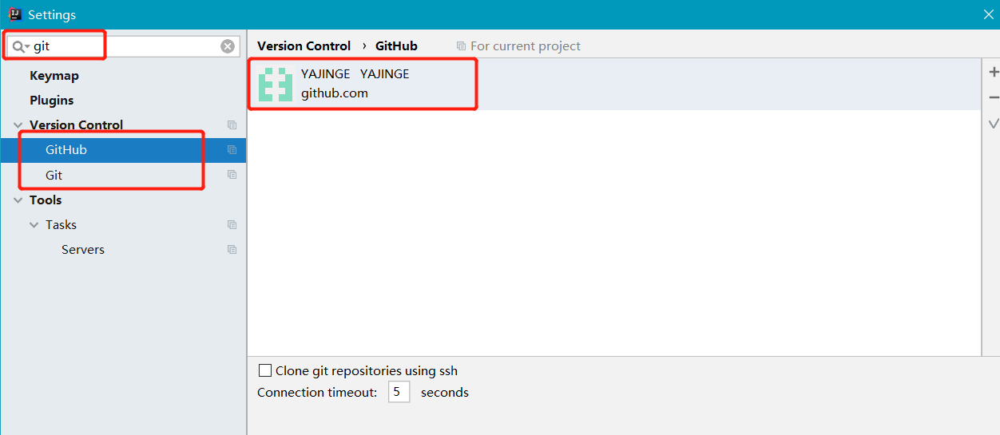 Settings
git
Keymap
Plugins
Version Control
GitHub
Git
Tools
Tasks
Servers
Version Control › GitHub For current project
YAJINGE YAJINGE
github.com
Clone git repositories using ssh
Connection timeout: 5 seconds